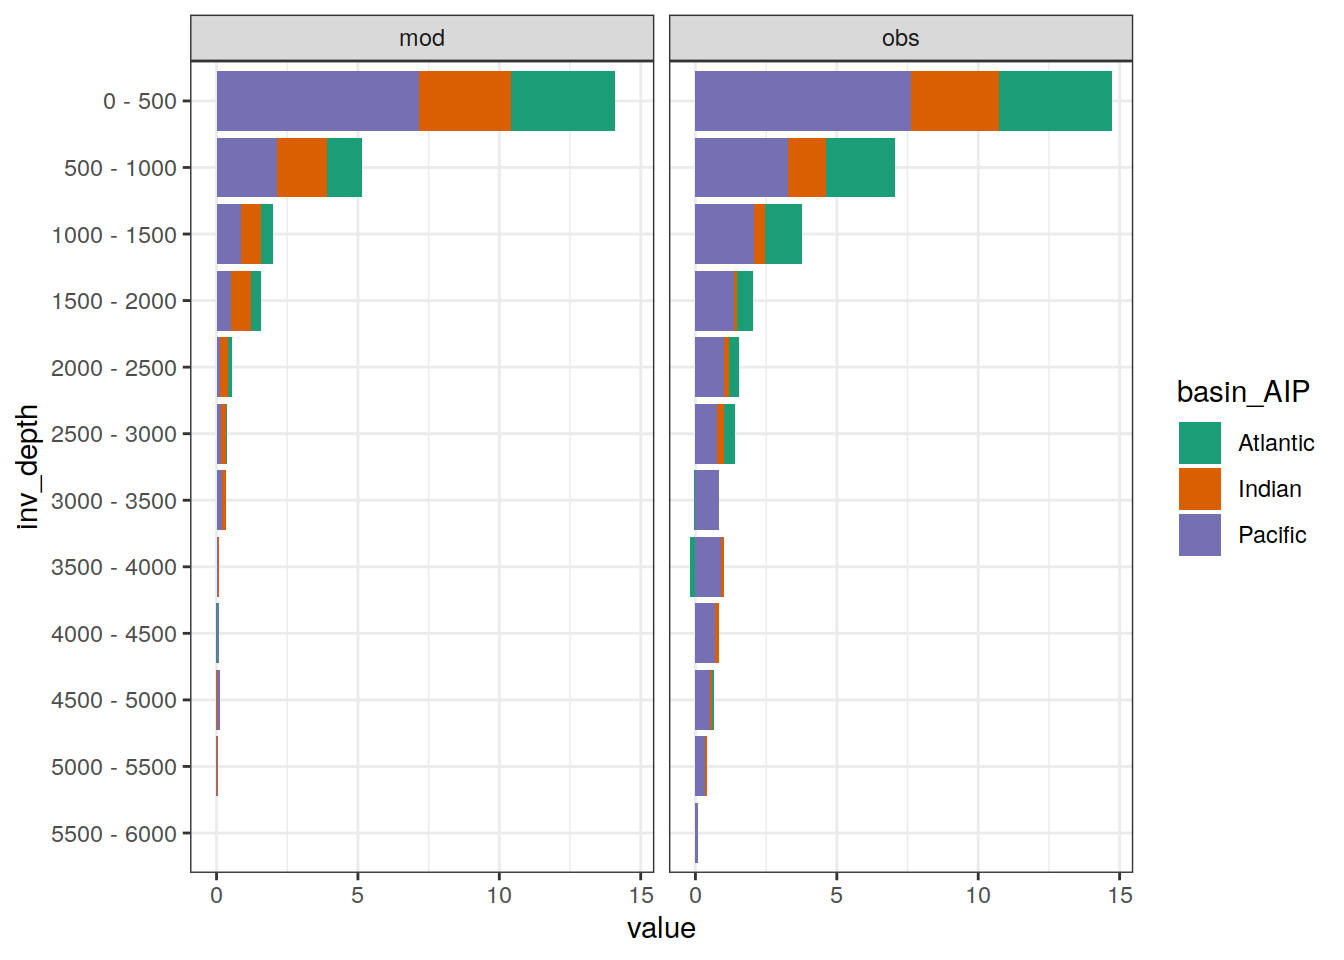 mod
obs
0 - 500
500 - 1000
1000 - 1500
1500 - 2000
2000 - 2500
2500 - 3000
3000 - 3500
3500 - 4000
4000 - 4500
4500 - 5000
5000 - 5500
5500 - 6000
inv_depth
0 5 10 15
0 5 10 15
value
basin_AIP
Atlantic
Indian
Pacific